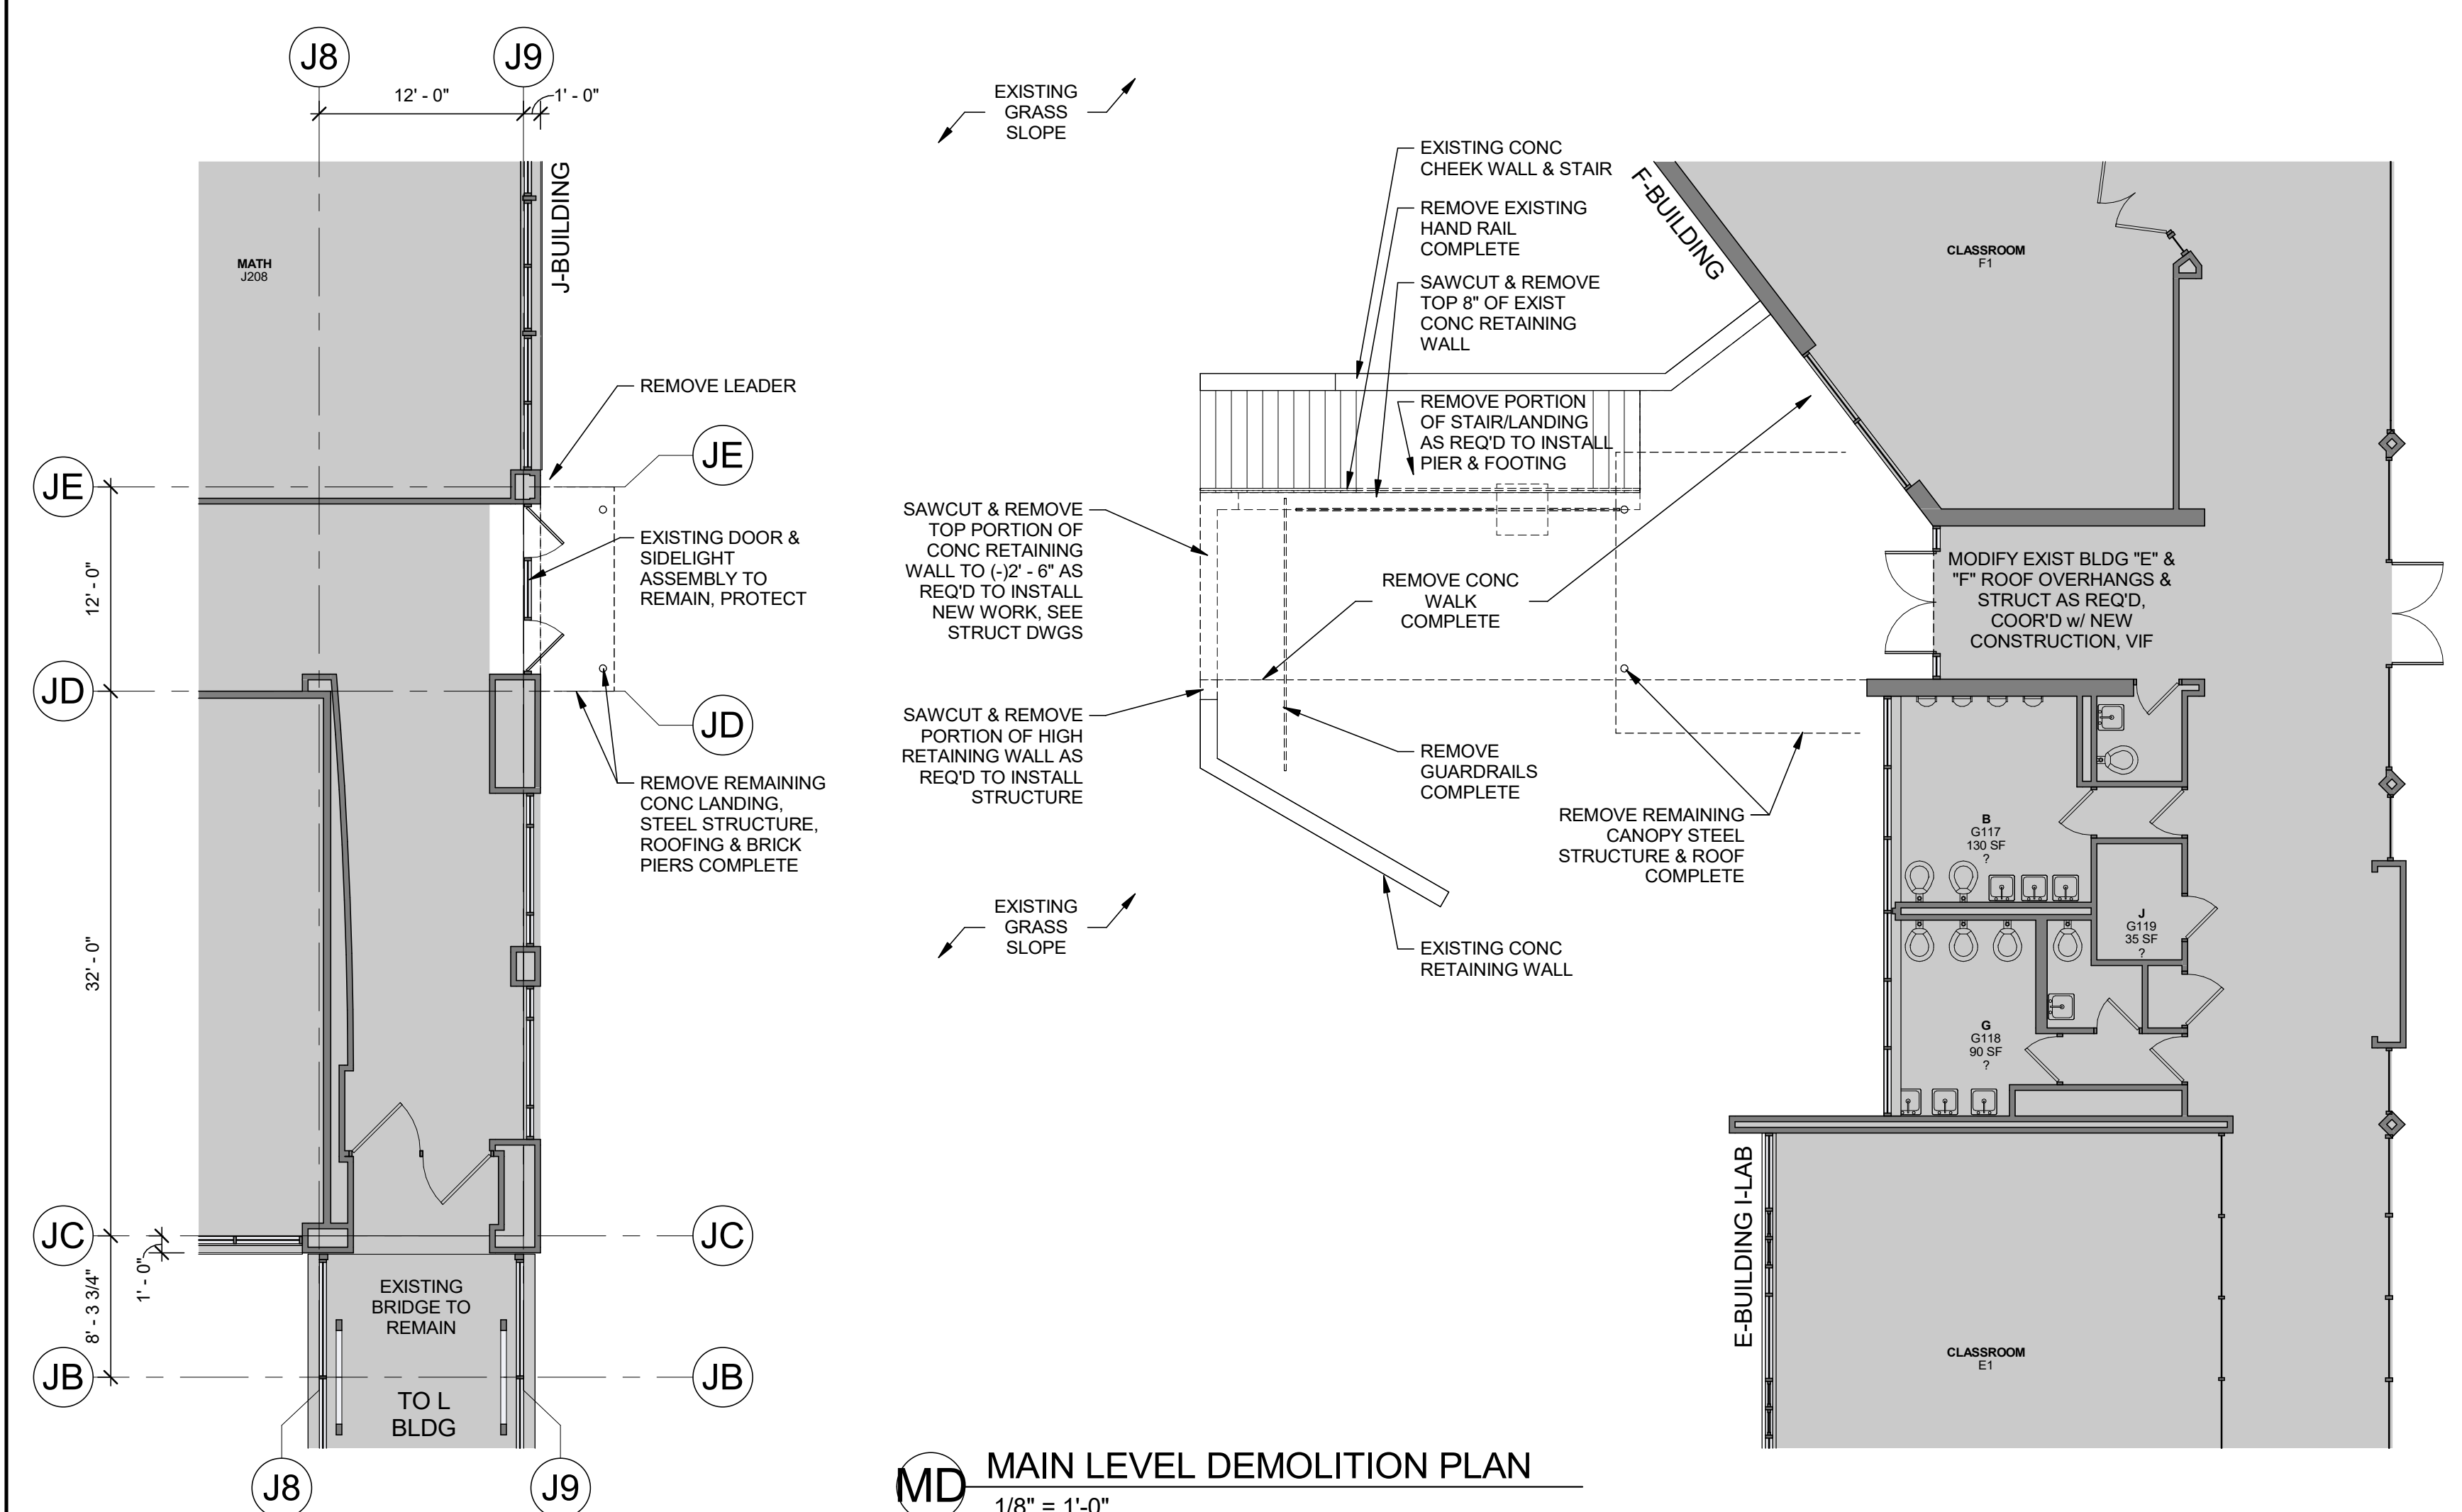 J8
J9
12' - 0"
1' - 0"
J-BUILDING
MATH
J208
REMOVE LEADER
JE
JE
EXISTING DOOR &
SIDELIGHT
ASSEMBLY TO
REMAIN, PROTECT
12' - 0"
JD
JD
REMOVE REMAINING
CONC LANDING,
STEEL STRUCTURE,
ROOFING & BRICK
PIERS COMPLETE
32' - 0"
JC
JC
1' - 0"
8' - 3 3/4"
EXISTING
BRIDGE TO
REMAIN
JB
JB
TO L
BLDG
J8
J9
EXISTING
GRASS
SLOPE
EXISTING CONC
CHEEK WALL & STAIR
REMOVE EXISTING
HAND RAIL
COMPLETE
SAWCUT & REMOVE
TOP 8" OF EXIST
CONC RETAINING
WALL
REMOVE PORTION
OF STAIR/LANDING
AS REQ'D TO INSTALL
PIER & FOOTING
SAWCUT & REMOVE
TOP PORTION OF
CONC RETAINING
WALL TO (-)2' - 6" AS
REQ'D TO INSTALL
NEW WORK, SEE
STRUCT DWGS
REMOVE CONC
WALK
COMPLETE
SAWCUT & REMOVE
PORTION OF HIGH
RETAINING WALL AS
REQ'D TO INSTALL
STRUCTURE
REMOVE
GUARDRAILS
COMPLETE
REMOVE REMAINING
CANOPY STEEL
STRUCTURE & ROOF
COMPLETE
EXISTING
GRASS
SLOPE
EXISTING CONC
RETAINING WALL
F-BUILDING
CLASSROOM
F1
MODIFY EXIST BLDG "E" &
"F" ROOF OVERHANGS &
STRUCT AS REQ'D,
COOR'D w/ NEW
CONSTRUCTION, VIF
B
G117
130 SF
?
J
G119
35 SF
?
G
G118
90 SF
?
E-BUILDING I-LAB
CLASSROOM
E1
MD
MAIN LEVEL DEMOLITION PLAN
1/8" = 1'-0"